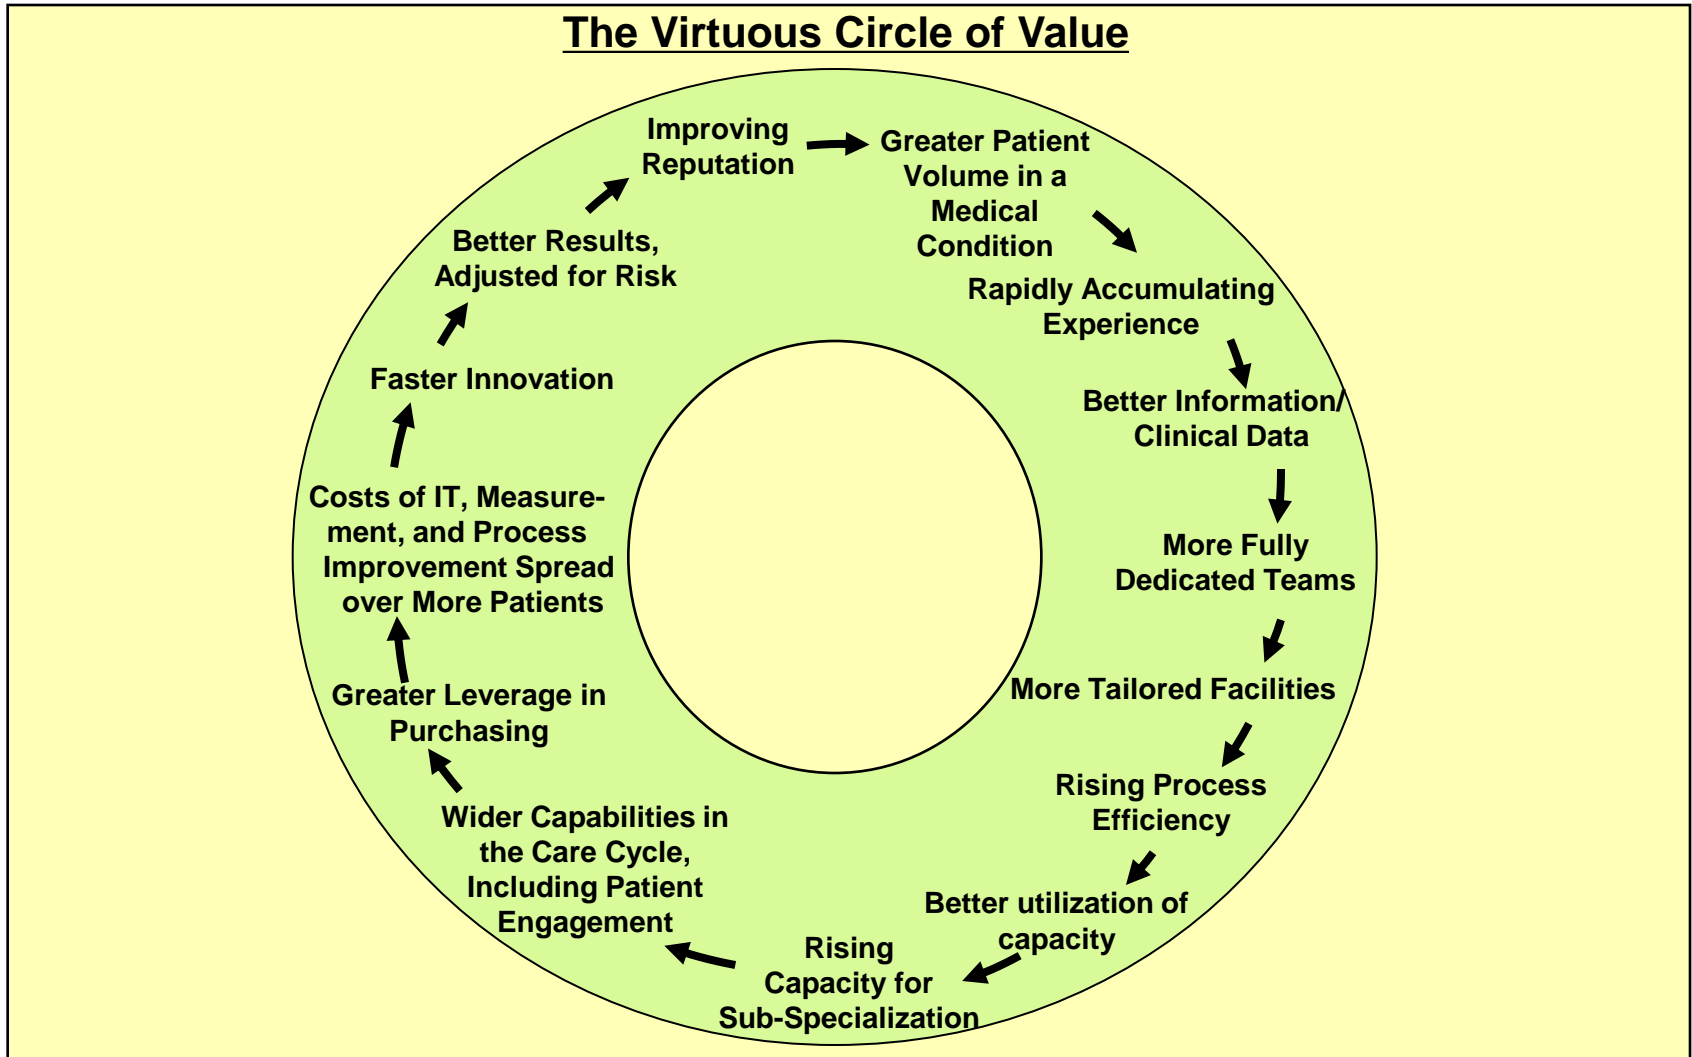 The Virtuous Circle of Value
Improving
Reputation
Greater Patient
Volume in a
Medical
Condition
Rapidly Accumulating
Experience
Better Information/
Clinical Data
More Fully
Dedicated Teams
More Tailored Facilities
Rising Process
Efficiency
Better utilization of
capacity
Rising
Capacity for
Sub-Specialization
Wider Capabilities in
the Care Cycle,
Including Patient
Engagement
Greater Leverage in
Purchasing
Costs of IT, Measure-
ment, and Process
Improvement Spread
over More Patients
Faster Innovation
Better Results,
Adjusted for Risk